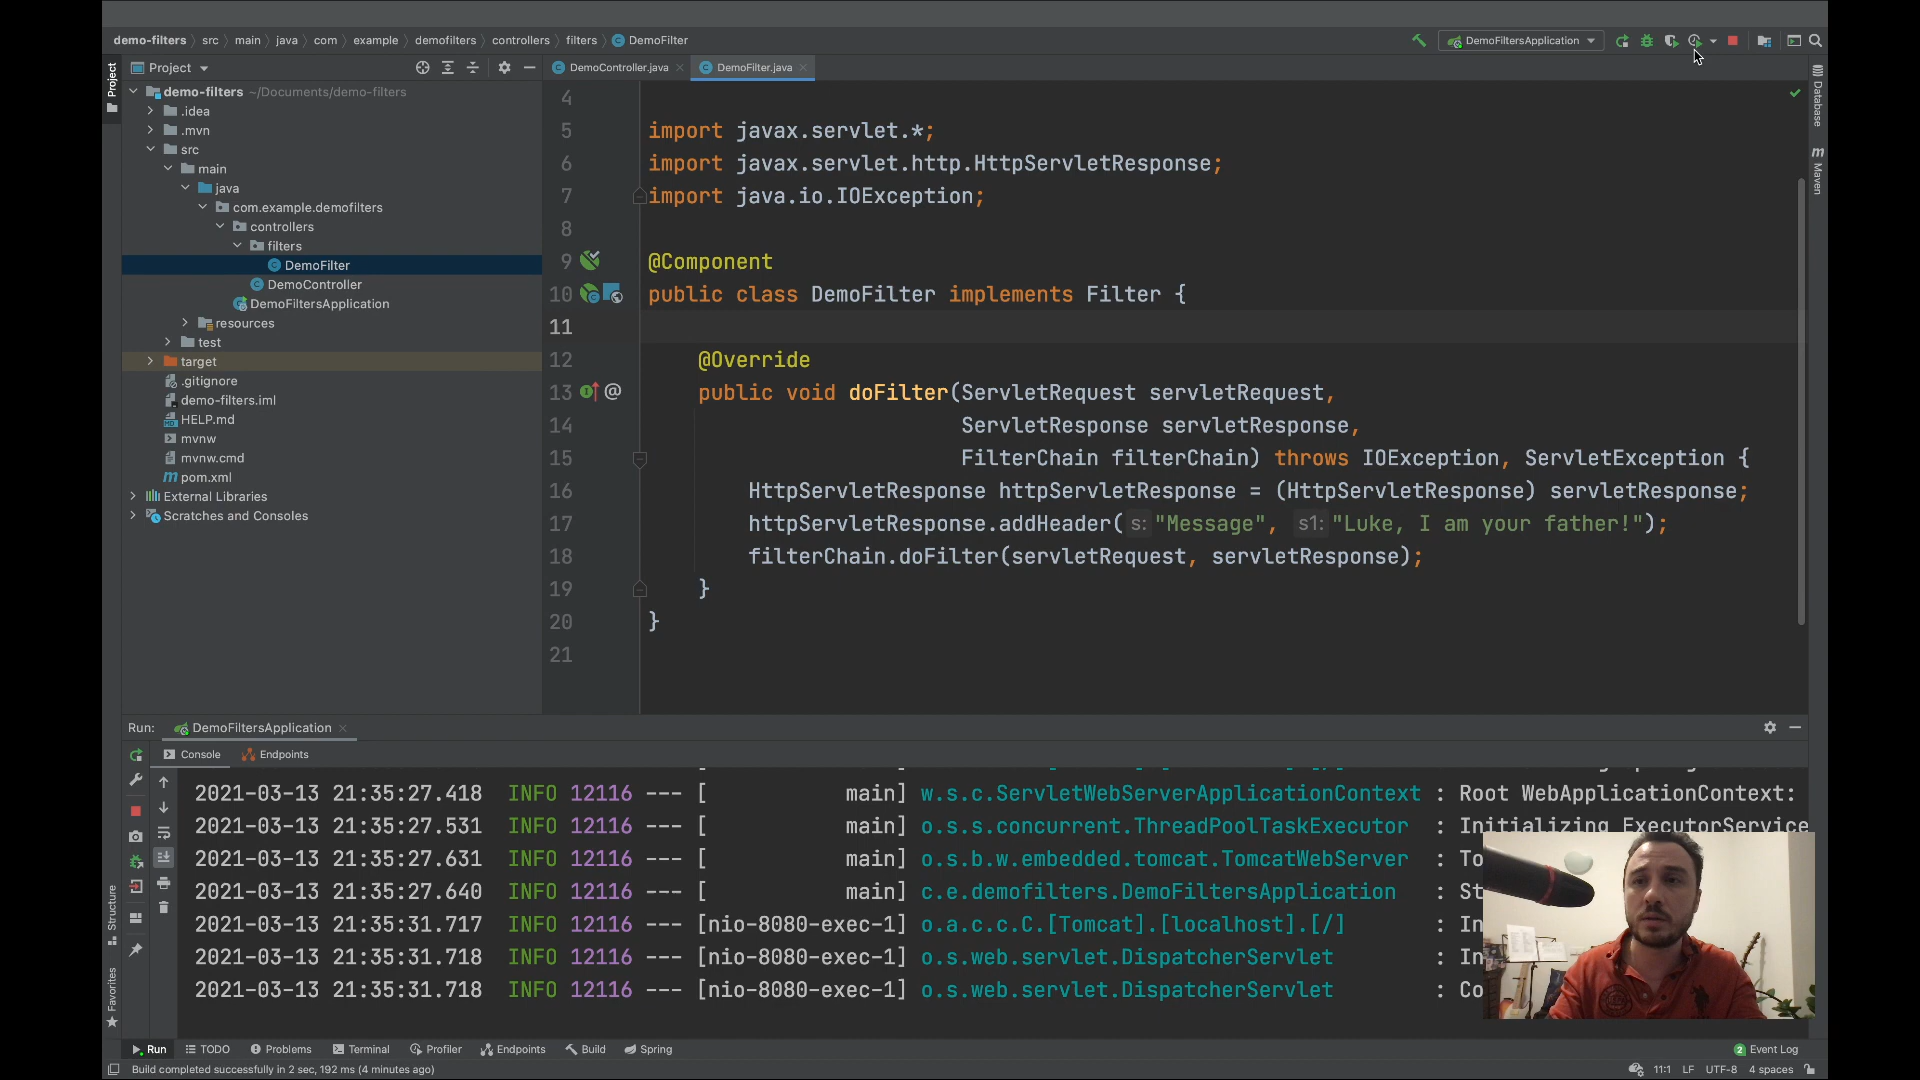 demo-filters src main java com example demofilters controllers filters DemoFilter
DemoFiltersApplication
Project
Project
DemoController.java
DemoFilter.java
demo-filters ~/Documents/demo-filters
.idea
.mvn
src
main
java
com.example.demofilters
controllers
filters
DemoFilter
DemoController
DemoFiltersApplication
resources
test
target
.gitignore
demo-filters.iml
HELP.md
mvnw
mvnw.cmd
pom.xml
External Libraries
Scratches and Consoles
4
5 import javax.servlet.*;
6 import javax.servlet.http.HttpServletResponse;
7 import java.io.IOException;
8
9 @Component
10 public class DemoFilter implements Filter {
11
12 @Override
13 public void doFilter(ServletRequest servletRequest,
14 ServletResponse servletResponse,
15 FilterChain filterChain) throws IOException, ServletException {
16 HttpServletResponse httpServletResponse = (HttpServletResponse) servletResponse;
17 httpServletResponse.addHeader( s: "Message", s1: "Luke, I am your father!");
18 filterChain.doFilter(servletRequest, servletResponse);
19 }
20 }
21
Database
Maven
Run: DemoFiltersApplication
Console Endpoints
2021-03-13 21:35:27.418 INFO 12116 --- [ main] w.s.c.ServletWebServerApplicationContext : Root WebApplicationContext:
2021-03-13 21:35:27.531 INFO 12116 --- [ main] o.s.s.concurrent.ThreadPoolTaskExecutor : Initializing ExecutorService
2021-03-13 21:35:27.631 INFO 12116 --- [ main] o.s.b.w.embedded.tomcat.TomcatWebServer : To
2021-03-13 21:35:27.640 INFO 12116 --- [ main] c.e.demofilters.DemoFiltersApplication : St
2021-03-13 21:35:31.717 INFO 12116 --- [nio-8080-exec-1] o.a.c.c.C.[Tomcat].[localhost].[/] : In
2021-03-13 21:35:31.718 INFO 12116 --- [nio-8080-exec-1] o.s.web.servlet.DispatcherServlet : In
2021-03-13 21:35:31.718 INFO 12116 --- [nio-8080-exec-1] o.s.web.servlet.DispatcherServlet : Co
Structure
Favorites
Run TODO Problems Terminal Profiler Endpoints Build Spring
2 Event Log
Build completed successfully in 2 sec, 192 ms (4 minutes ago)
11:1 LF UTF-8 4 spaces